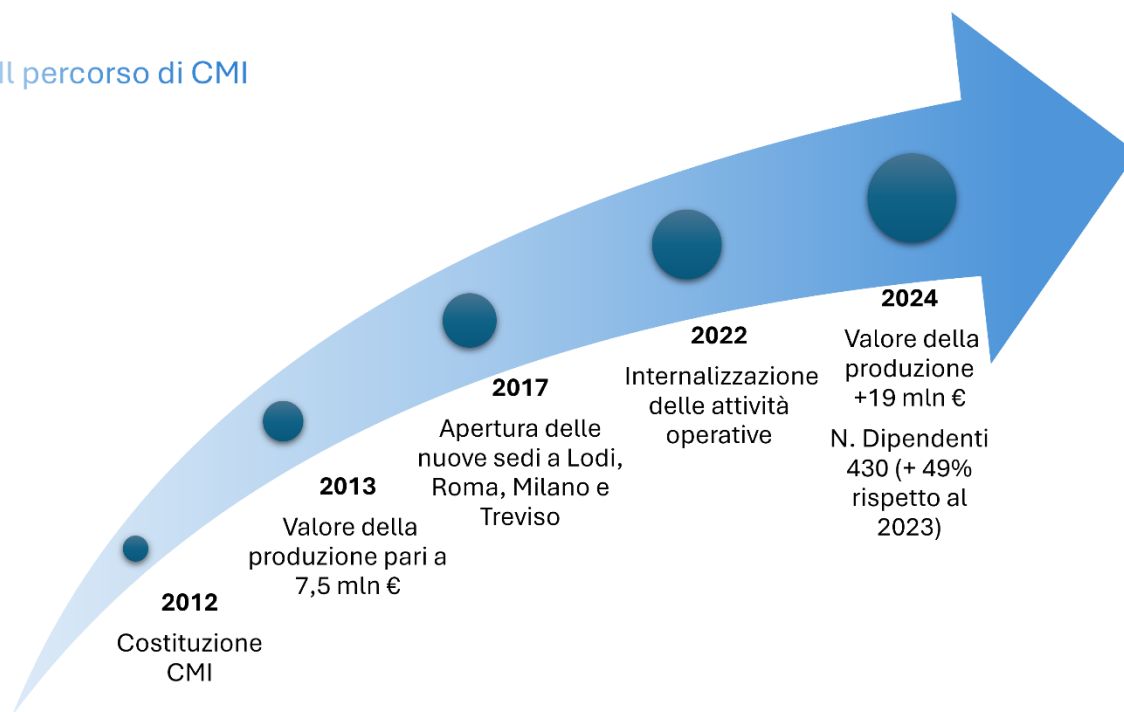 Il percorso di CMI
2012
Costituzione
CMI
2013
Valore della
produzione pari a
7,5 mln €
2017
Apertura delle
nuove sedi a Lodi,
Roma, Milano e
Treviso
2022
Internalizzazione
delle attività
operative
2024
Valore della
produzione
+19 mln €
N. Dipendenti
430 (+ 49%
rispetto al
2023)